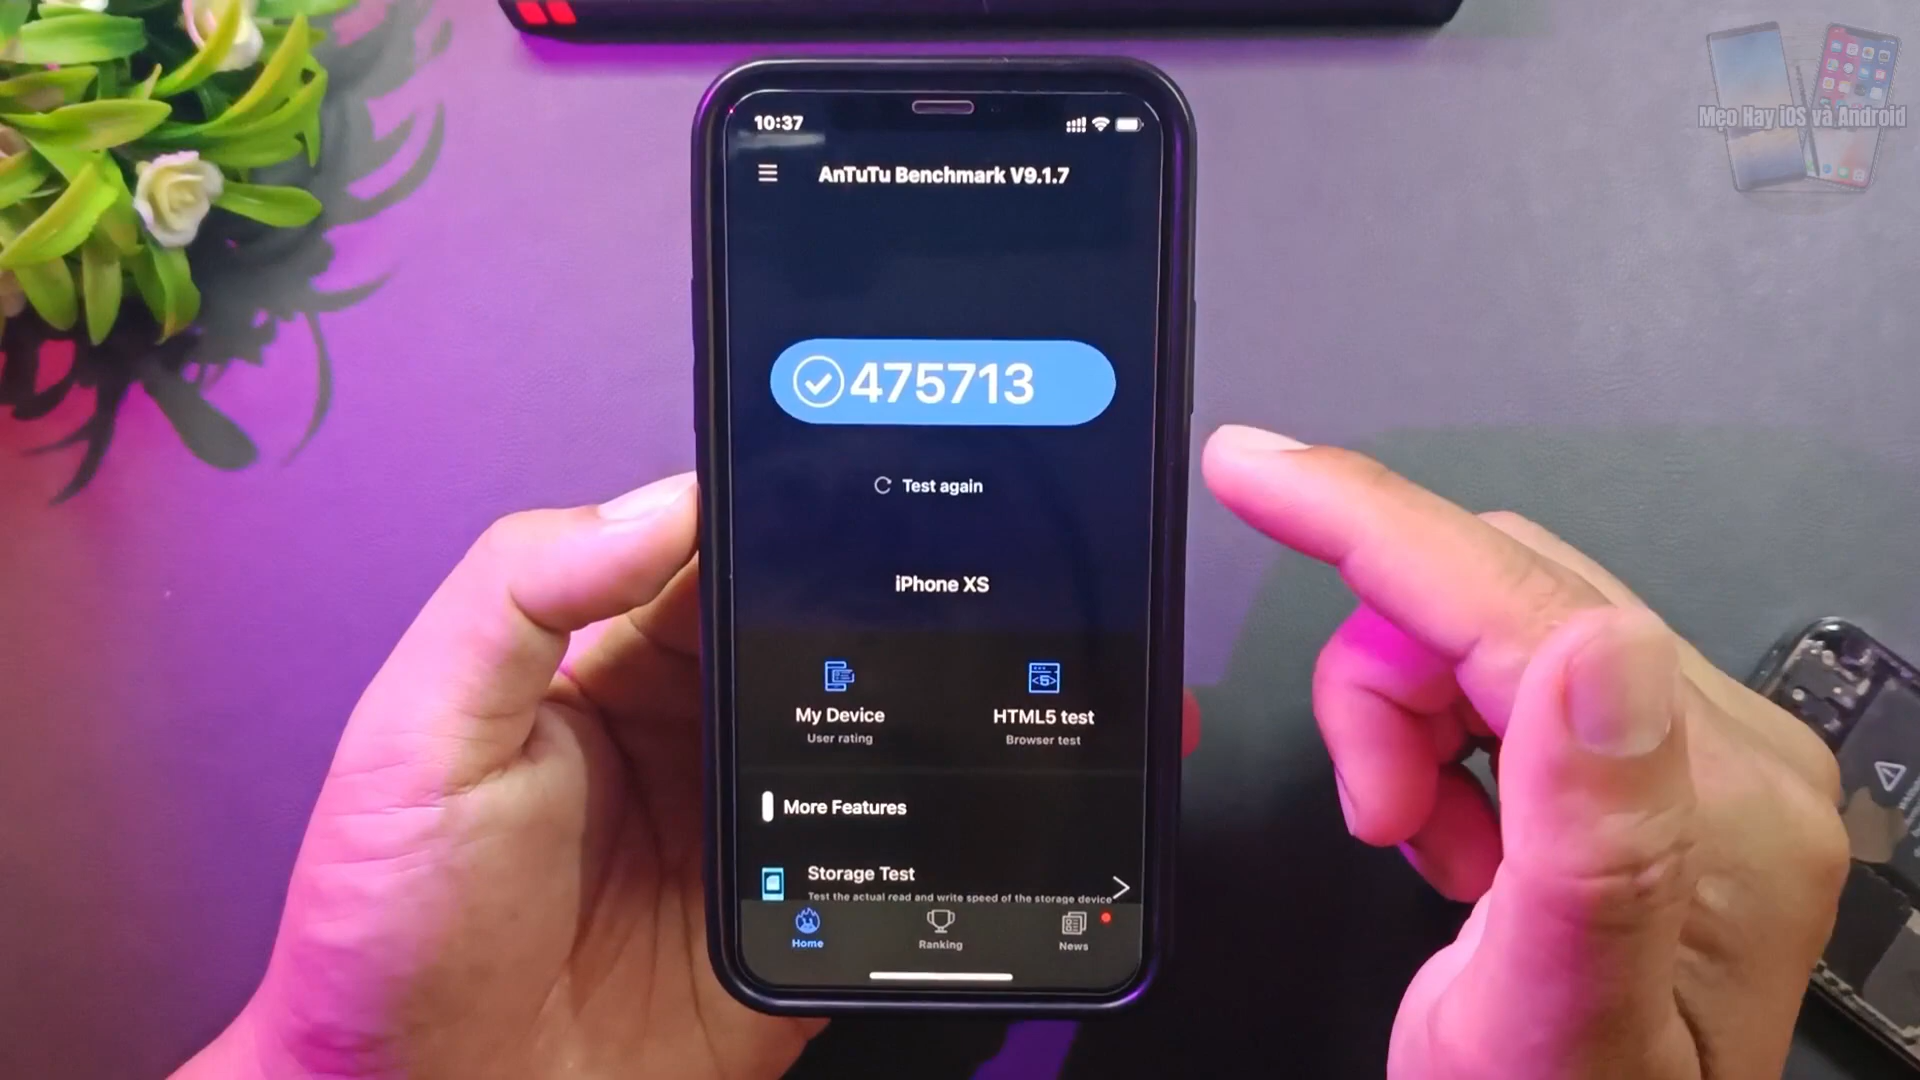 Mẹo Hay iOS và Android
10:37
AnTuTu Benchmark V9.1.7
475713
Test again
iPhone XS
My Device
User rating
HTML5 test
Browser test
More Features
Storage Test
Test the actual read and write speed of the storage device
Home
Ranking
News